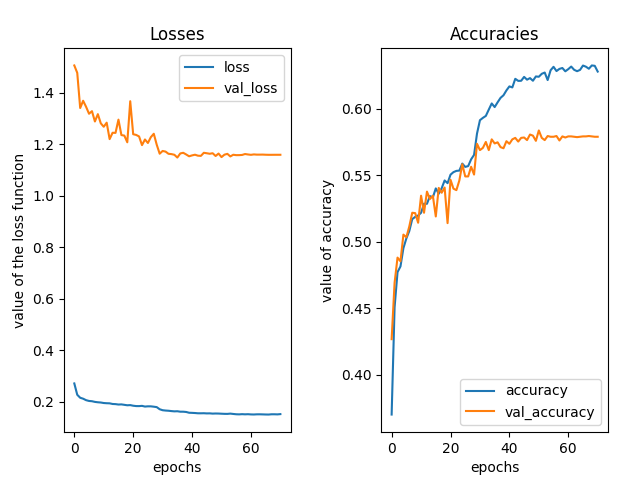 Losses
loss
val_loss
1.4
1.2
1.0
0.8
0.6
0.4
0.2
0
20
40
60
epochs
value of the loss function
Accuracies
accuracy
val_accuracy
0.60
0.55
0.50
0.45
0.40
0
20
40
60
epochs
value of accuracy